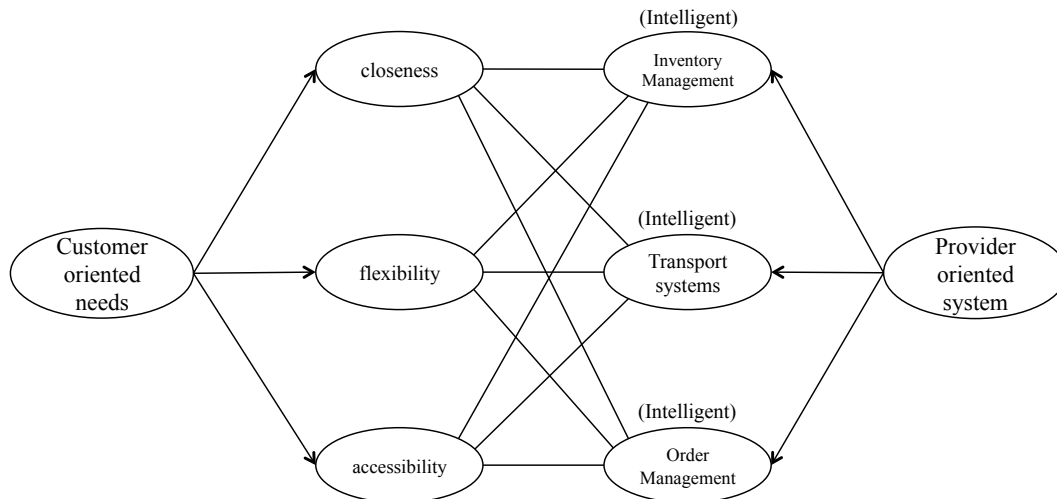 (Intelligent)
closeness
Inventory
Management
(Intelligent)
Customer
oriented
needs
flexibility
Transport
systems
Provider
oriented
system
(Intelligent)
accessibility
Order
Management